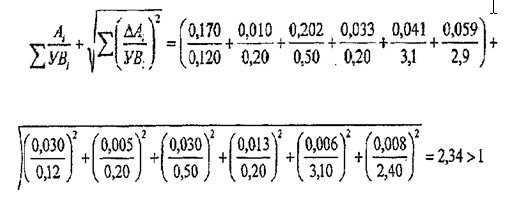 ∑ A_i/УВ_i + √(∑(ΔA_i/УВ_i)²) = (0,170/0,120 + 0,010/0,20 + 0,202/0,50 + 0,033/0,20 + 0,041/3,1 + 0,059/2,9) +
√((0,030/0,12)² + (0,005/0,20)² + (0,030/0,50)² + (0,013/0,20)² + (0,006/3,10)² + (0,008/2,40)²) = 2,34 > 1